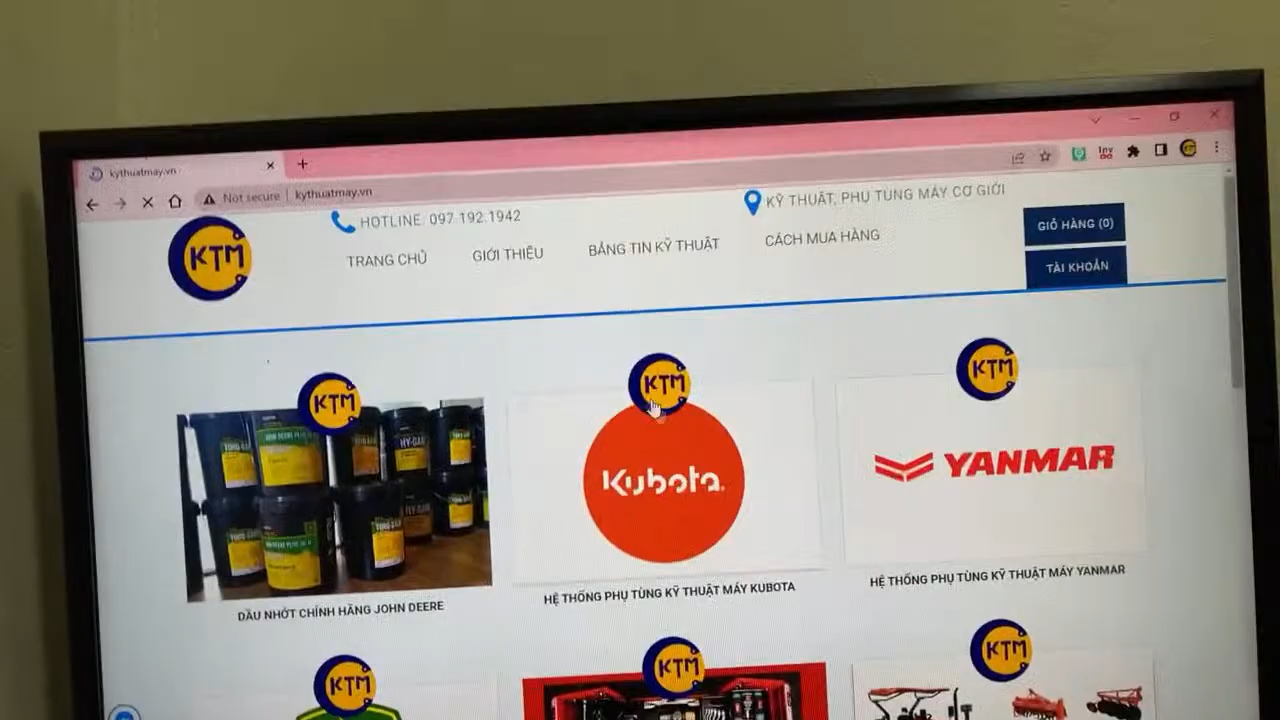 kythuatmay.vn
Not secure
kythuatmay.vn
Inv
KTM
HOTLINE: 097.192.1942
KỸ THUẬT, PHỤ TÙNG MÁY CƠ GIỚI
TRANG CHỦ
GIỚI THIỆU
BẢNG TIN KỸ THUẬT
CÁCH MUA HÀNG
GIỎ HÀNG (0)
TÀI KHOẢN
KTM
KTM
KTM
HY-GARD
Kubota
YANMAR
DẦU NHỚT CHÍNH HÃNG JOHN DEERE
HỆ THỐNG PHỤ TÙNG KỸ THUẬT MÁY KUBOTA
HỆ THỐNG PHỤ TÙNG KỸ THUẬT MÁY YANMAR
KTM
KTM
KTM